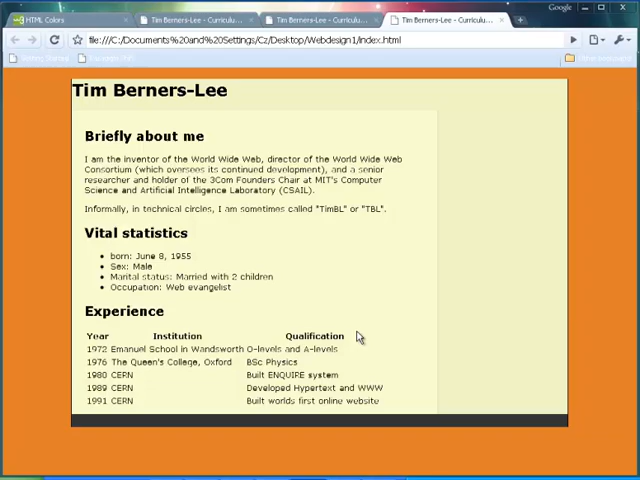 Google
HTML Colors
Tim Berners-Lee - Curriculu...
Tim Berners-Lee - Curriculu...
Tim Berners-Lee - Curriculu...
file:///C:/Documents%20and%20Settings/Cz/Desktop/Webdesign1/index.html
Tim Berners-Lee
Briefly about me
I am the inventor of the World Wide Web, director of the World Wide Web
Consortium (which oversees its continued development), and a senior
researcher and holder of the 3Com Founders Chair at MIT's Computer
Science and Artificial Intelligence Laboratory (CSAIL).
Informally, in technical circles, I am sometimes called "TimBL" or "TBL".
Vital statistics
• born: June 8, 1955
• Sex: Male
• Marital status: Married with 2 children
• Occupation: Web evangelist
Experience
Year Institution Qualification
1972 Emanuel School in Wandsworth O-levels and A-levels
1976 The Queen's College, Oxford BSc Physics
1980 CERN Built ENQUIRE system
1989 CERN Developed Hypertext and WWW
1991 CERN Built worlds first online website